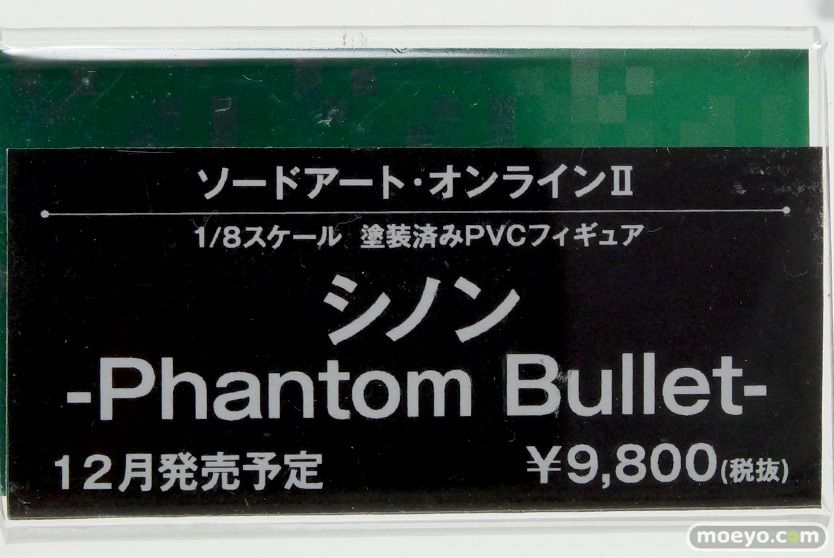 ソードアート・オンラインⅡ
1/8スケール 塗装済みPVCフィギュア
シノン
-Phantom Bullet-
12月発売予定 ¥9,800(税抜)
moeyo.com